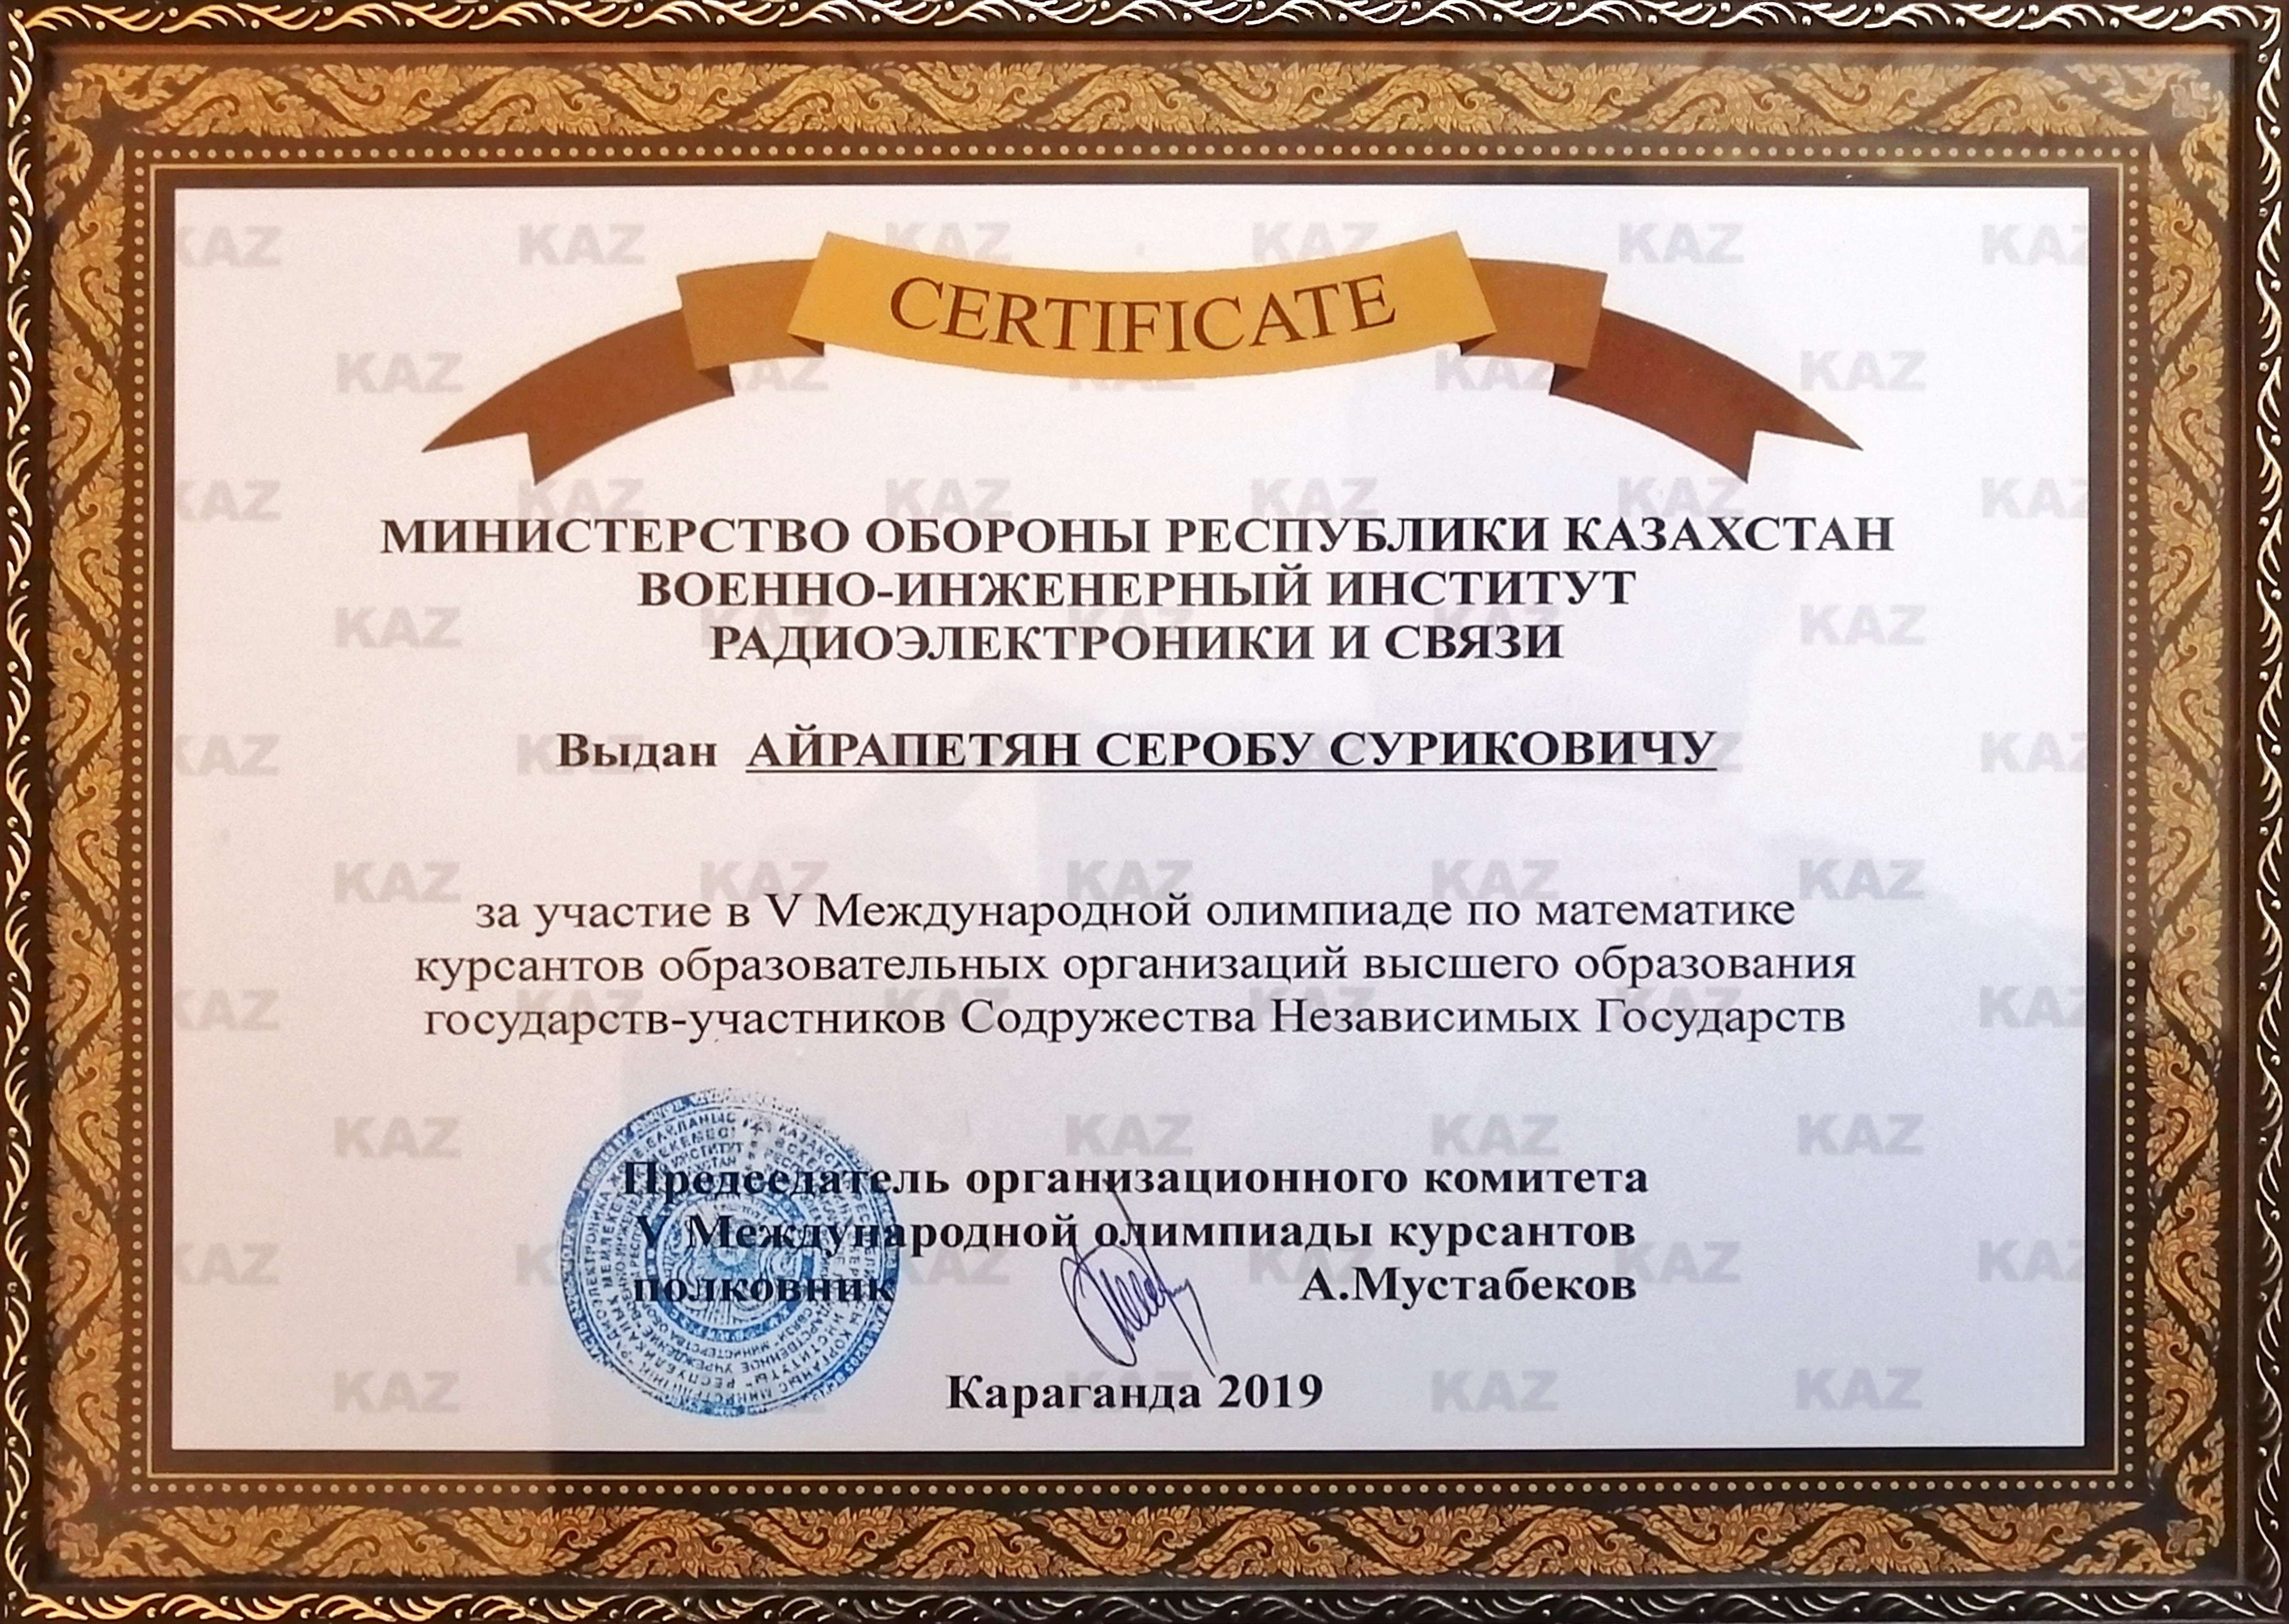 CERTIFICATE
МИНИСТЕРСТВО ОБОРОНЫ РЕСПУБЛИКИ КАЗАХСТАН
ВОЕННО-ИНЖЕНЕРНЫЙ ИНСТИТУТ
РАДИОЭЛЕКТРОНИКИ И СВЯЗИ
Выдан АЙРАПЕТЯН СЕРОБУ СУРИКОВИЧУ
за участие в V Международной олимпиаде по математике
курсантов образовательных организаций высшего образования
государств-участников Содружества Независимых Государств
Председатель организационного комитета
V Международной олимпиады курсантов
полковник А.Мустабеков
Караганда 2019
KAZ